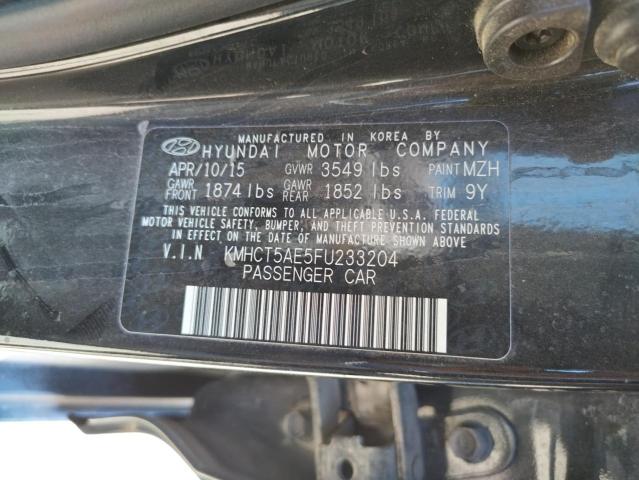 MANUFACTURED IN KOREA BY
HYUNDAI MOTOR COMPANY
APR/10/15 GVWR 3549 lbs PAINT MZH
GAWR FRONT 1874 lbs GAWR REAR 1852 lbs TRIM 9Y
THIS VEHICLE CONFORMS TO ALL APPLICABLE U.S.A. FEDERAL
MOTOR VEHICLE SAFETY, BUMPER, AND THEFT PREVENTION STANDARDS
IN EFFECT ON THE DATE OF MANUFACTURE SHOWN ABOVE.
V.I.N KMHCT5AE5FU233204
PASSENGER CAR